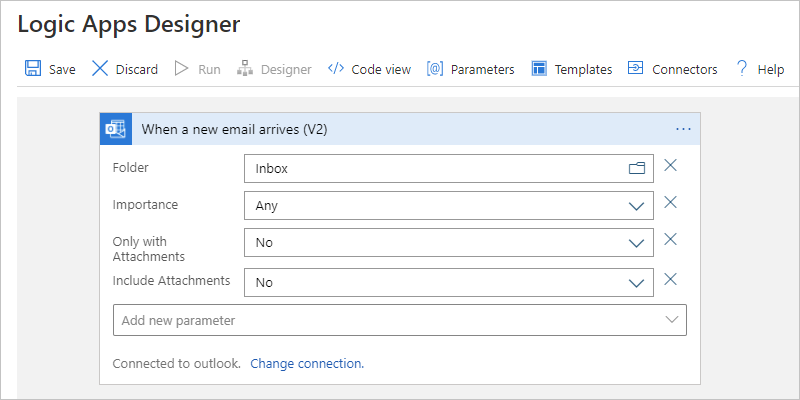 Logic Apps Designer
Save Discard Run Designer Code view Parameters Templates Connectors ? Help
When a new email arrives (V2) ...
Folder Inbox
Importance Any
Only with
Attachments No
Include Attachments No
Add new parameter
Connected to outlook. Change connection.